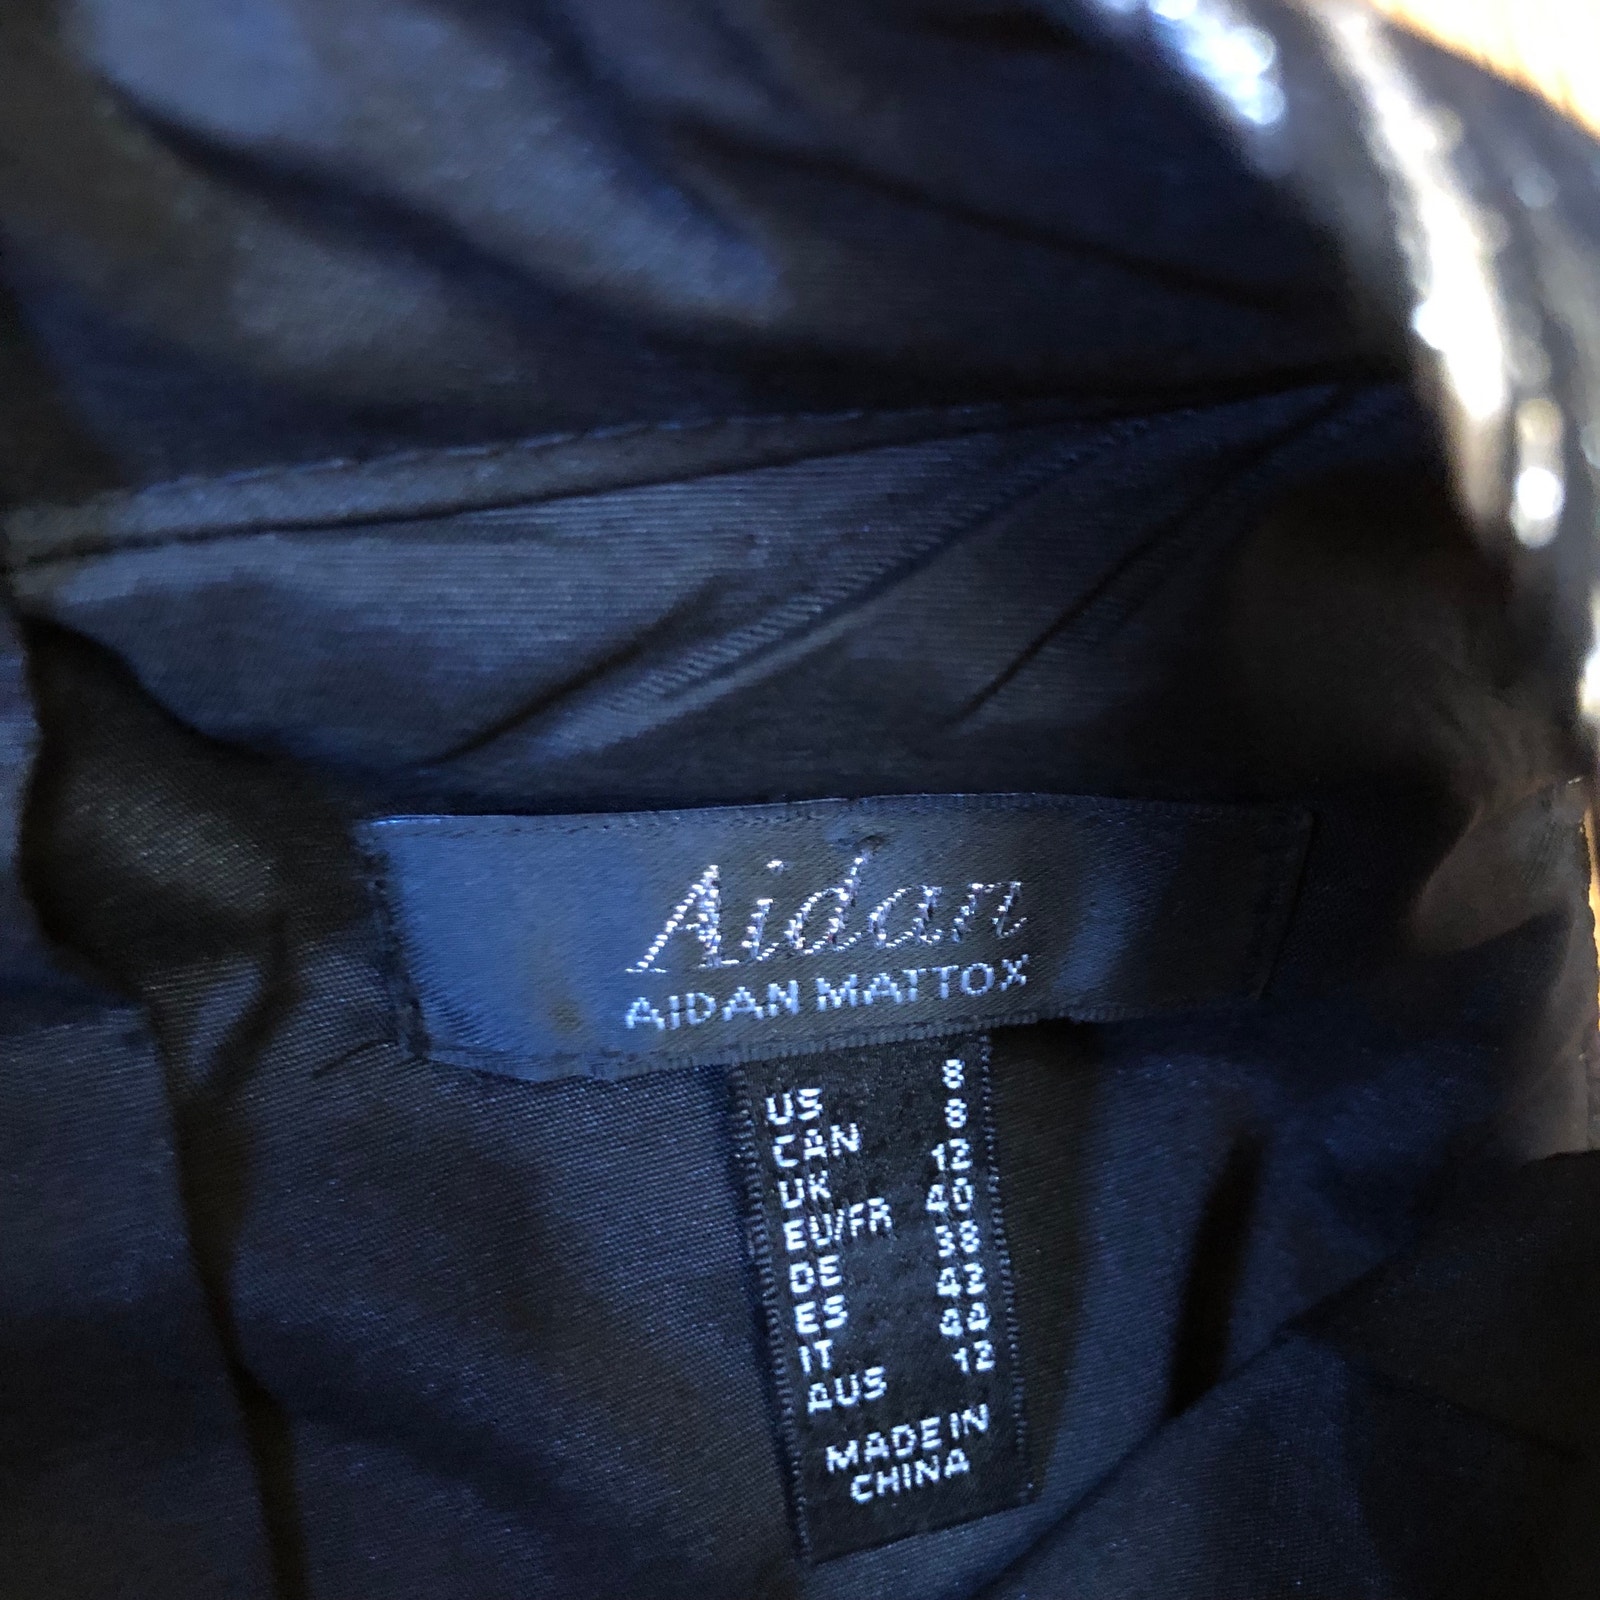 Aidan
AIDAN MATTOX
US 8
CAN 8
UK 12
EU/FR 40
DE 38
ES 42
IT 44
AUS 12
MADE IN
CHINA